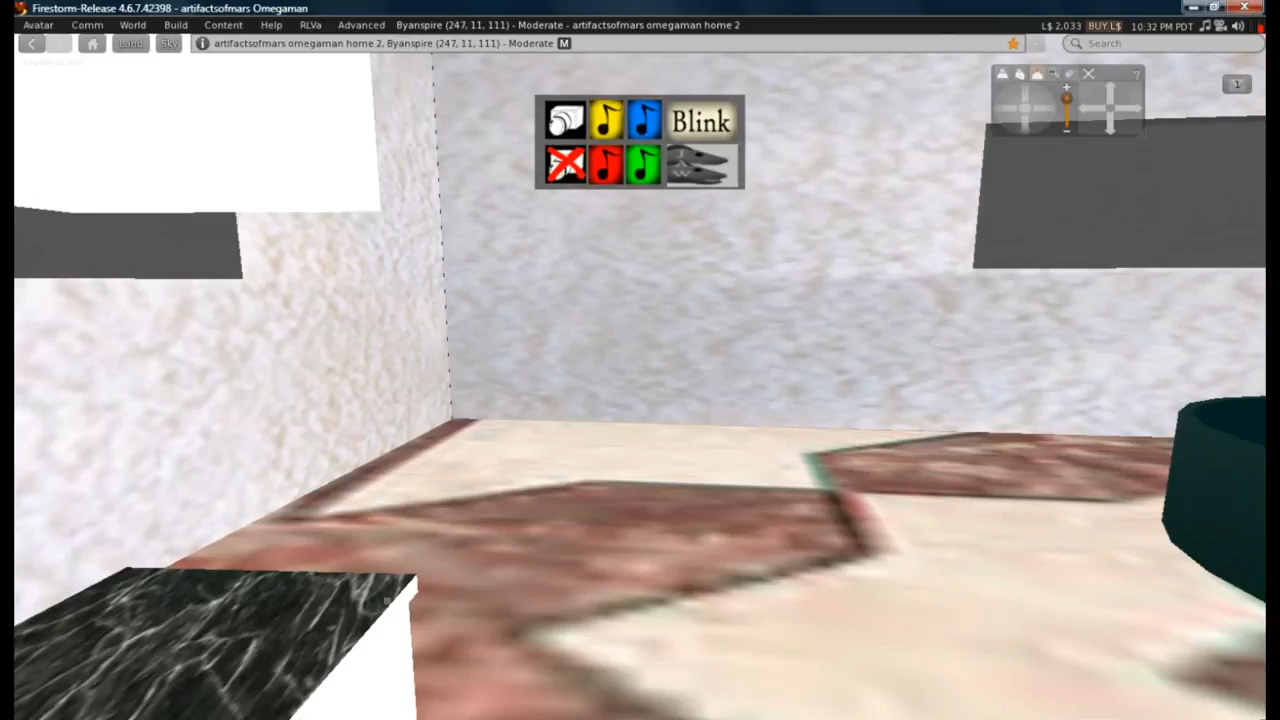 Firestorm-Release 4.6.7.42398 - artifactsofmars Omegaman
Avatar Comm World Build Content Help RLVa Advanced Byanspire (247, 11, 111) - Moderate - artifactsofmars omegaman home 2 L$ 2,033 BUY L$ 10:32 PM PDT
Land Sky artifactsofmars omegaman home 2, Byanspire (247, 11, 111) - Moderate M Search
?
1
Blink